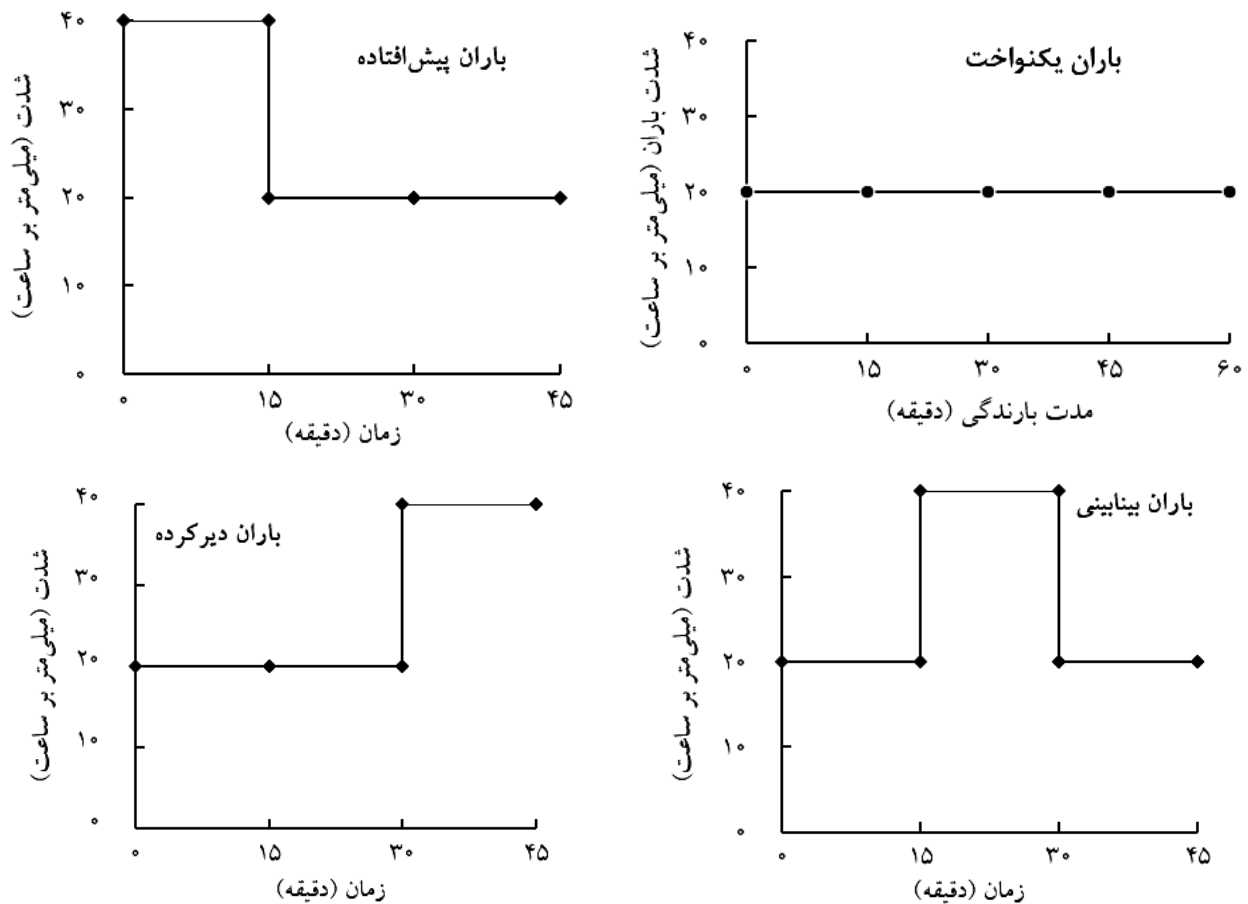 باران پیش‌افتاده
شدت (میلی‌متر بر ساعت))
۴۰
۳۰
۲۰
۱۰
۰
۰ ۱۵ ۳۰ ۴۵
زمان (دقیقه)
باران یکنواخت
شدت باران (میلی‌متر بر ساعت))
۴۰
۳۰
۲۰
۱۰
۰
۰ ۱۵ ۳۰ ۴۵ ۶۰
مدت بارندگی (دقیقه)
باران دیرکرده
شدت (میلی‌متر بر ساعت))
۴۰
۳۰
۲۰
۱۰
۰
۰ ۱۵ ۳۰ ۴۵
زمان (دقیقه)
باران بینابینی
شدت (میلی‌متر بر ساعت))
۴۰
۳۰
۲۰
۱۰
۰
۰ ۱۵ ۳۰ ۴۵
زمان (دقیقه)